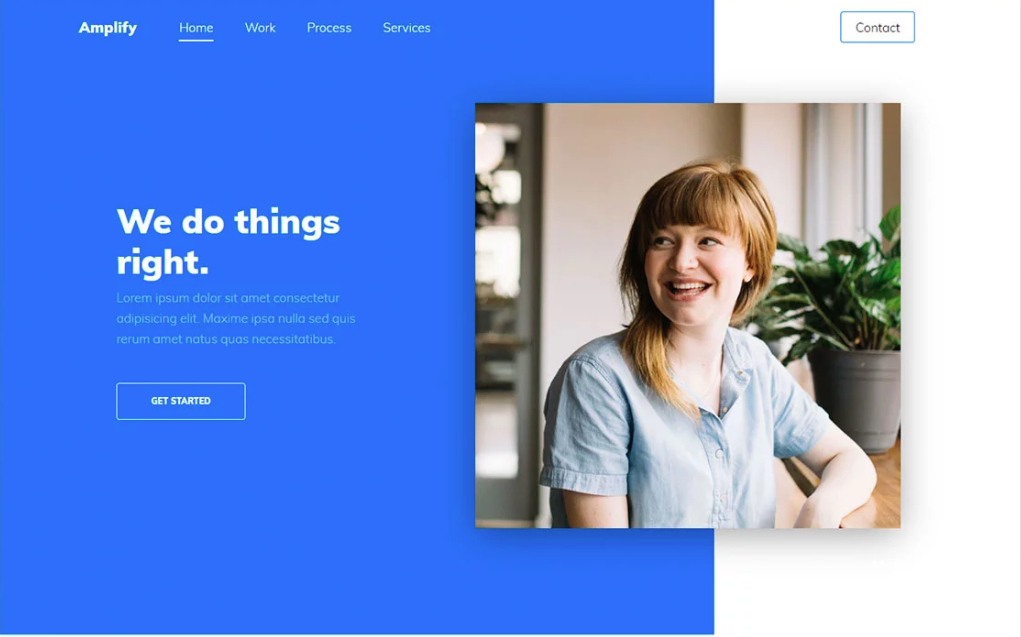 Amplify
Home
Work
Process
Services
Contact
We do things
right.
Lorem ipsum dolor sit amet consectetur
adipisicing elit. Maxime ipsa nulla sed quis
rerum amet natus quas necessitatibus.
GET STARTED